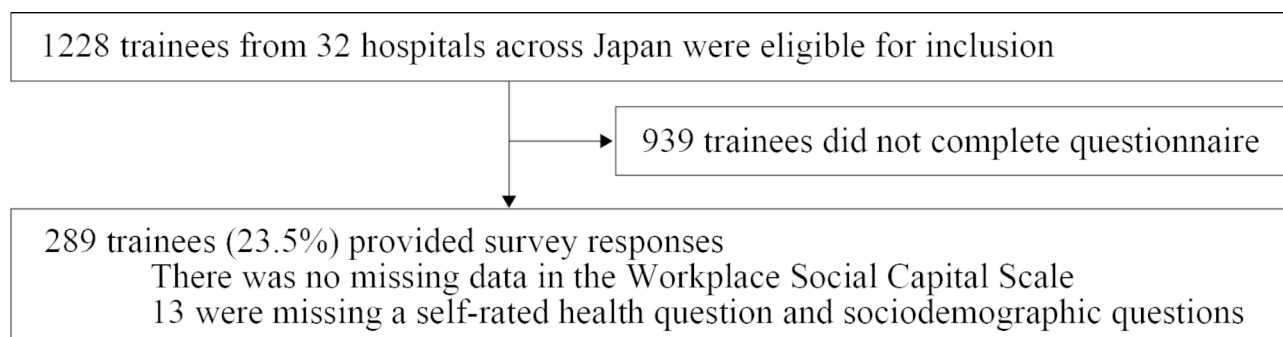 1228 trainees from 32 hospitals across Japan were eligible for inclusion
939 trainees did not complete questionnaire
289 trainees (23.5%) provided survey responses
There was no missing data in the Workplace Social Capital Scale
13 were missing a self-rated health question and sociodemographic questions